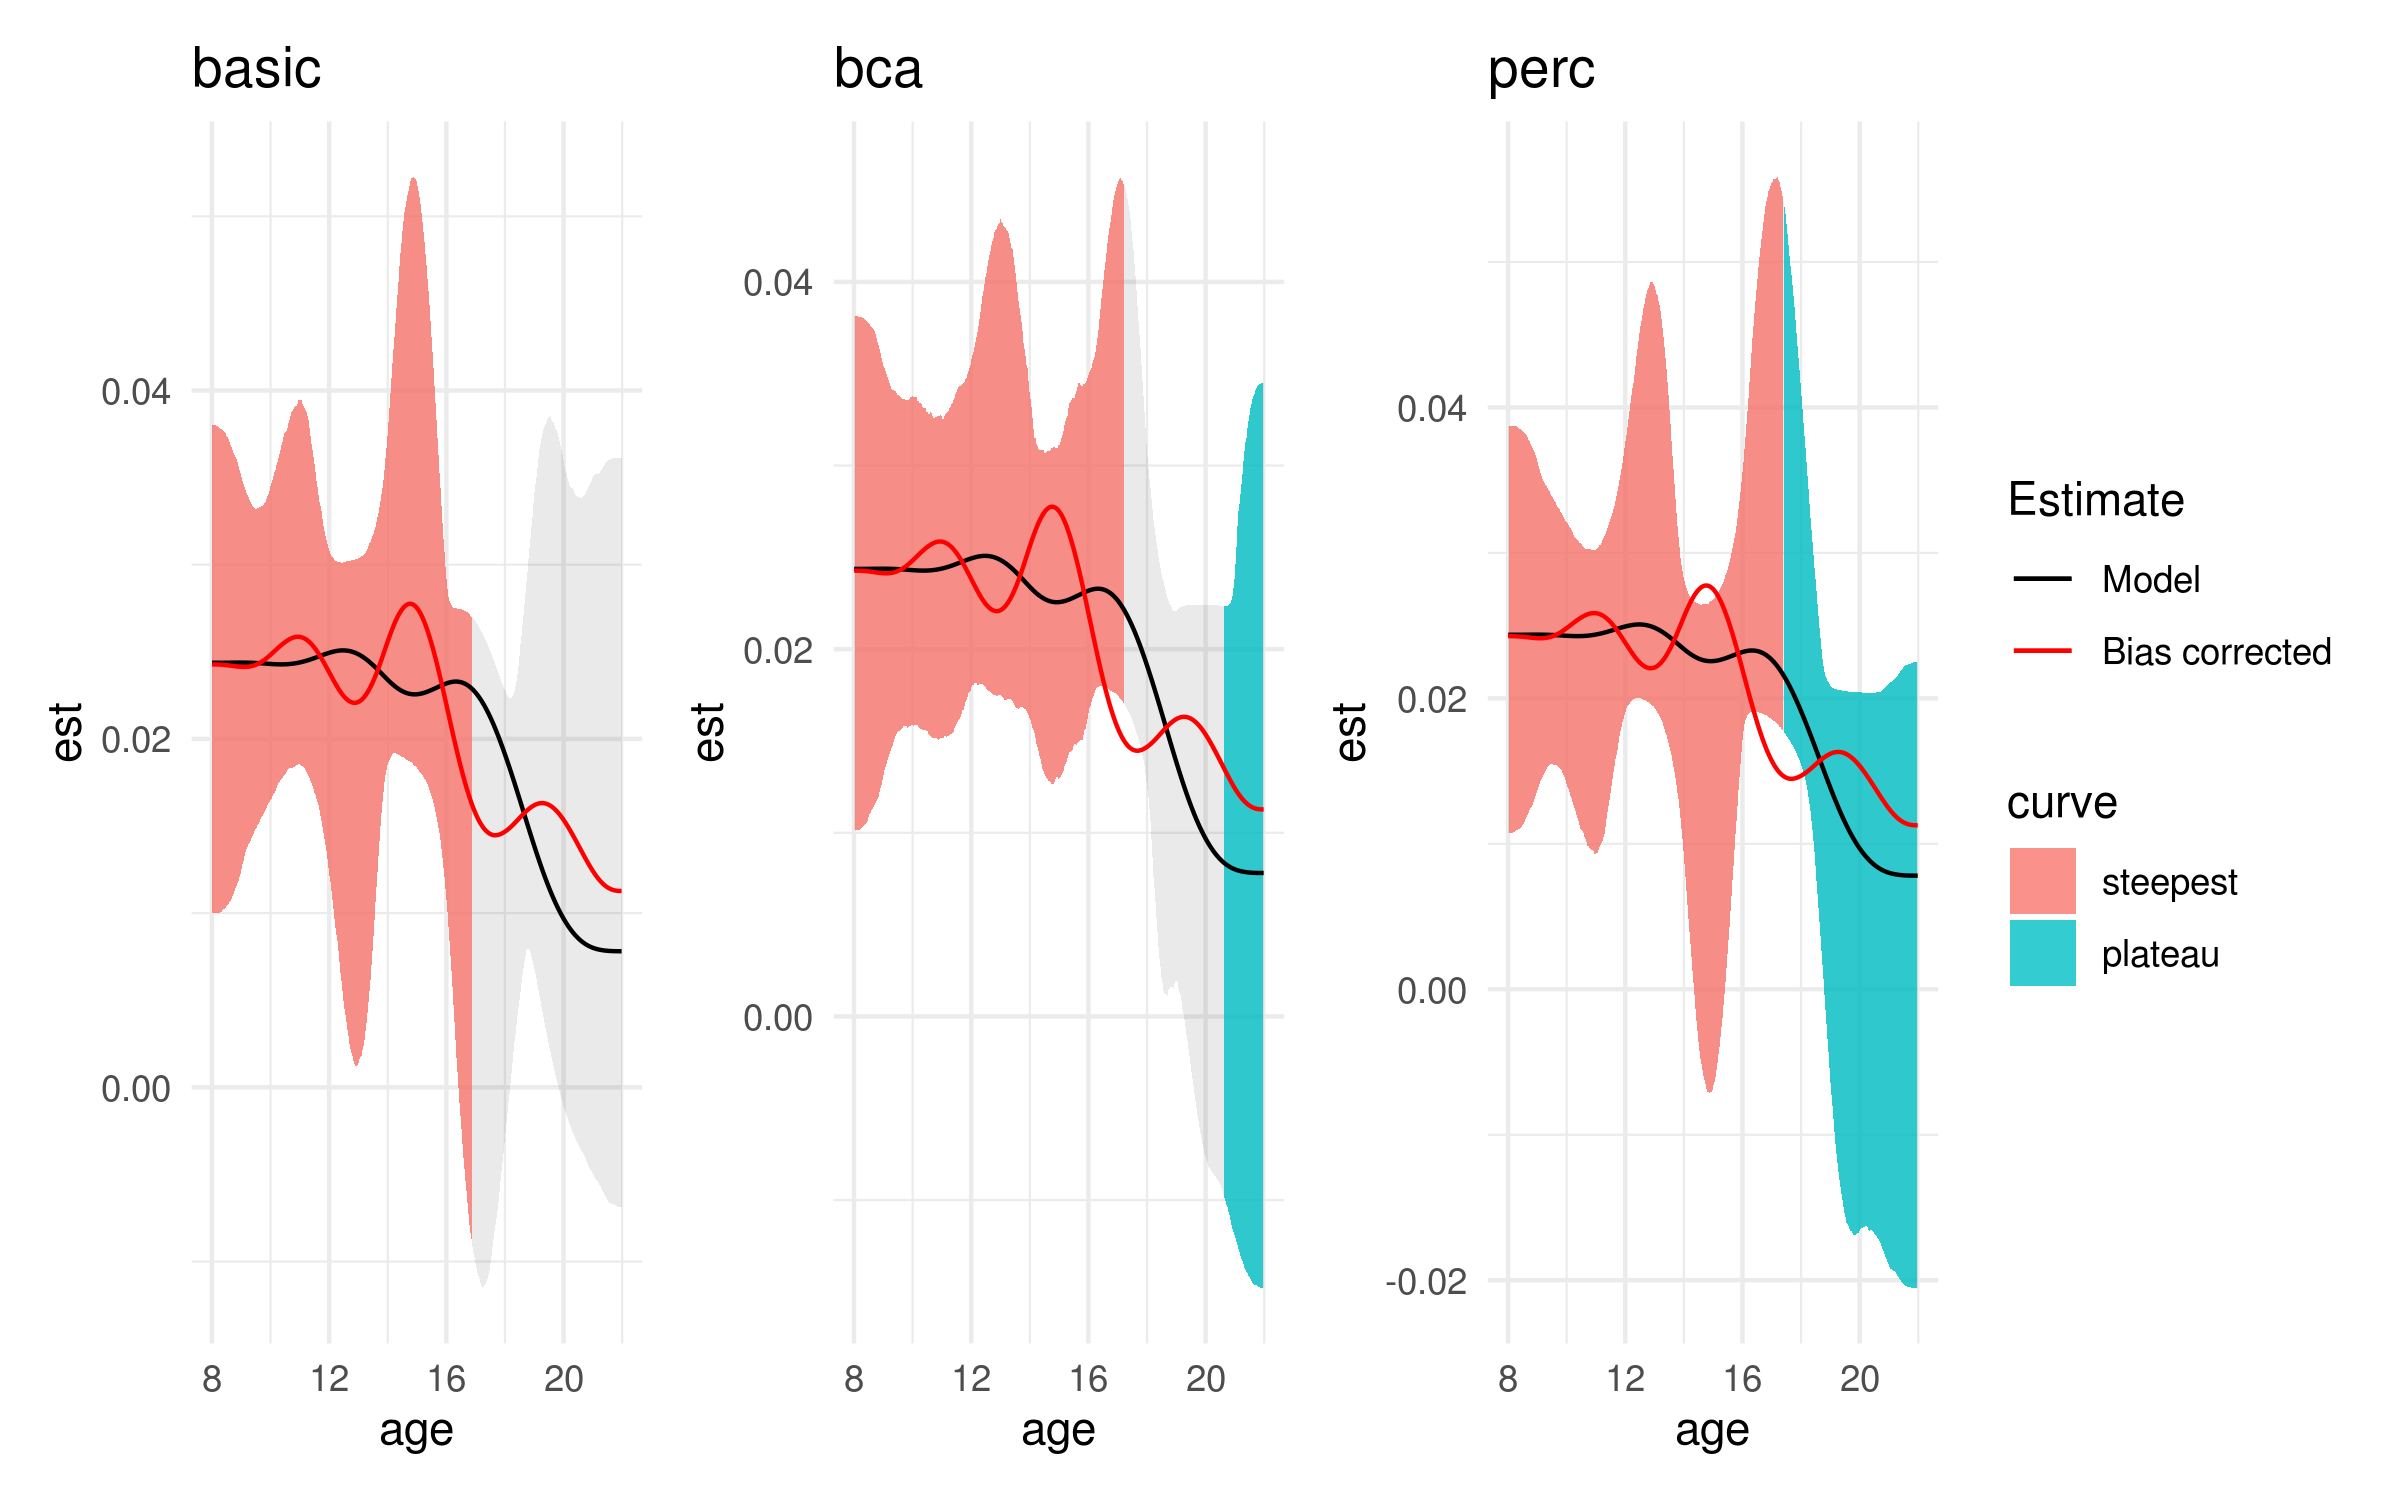 basic
bca
perc
est
0.04
0.02
0.00
8 12 16 20
age
est
0.04
0.02
0.00
8 12 16 20
age
est
0.04
0.02
0.00
-0.02
8 12 16 20
age
Estimate
Model
Bias corrected
curve
steepest
plateau